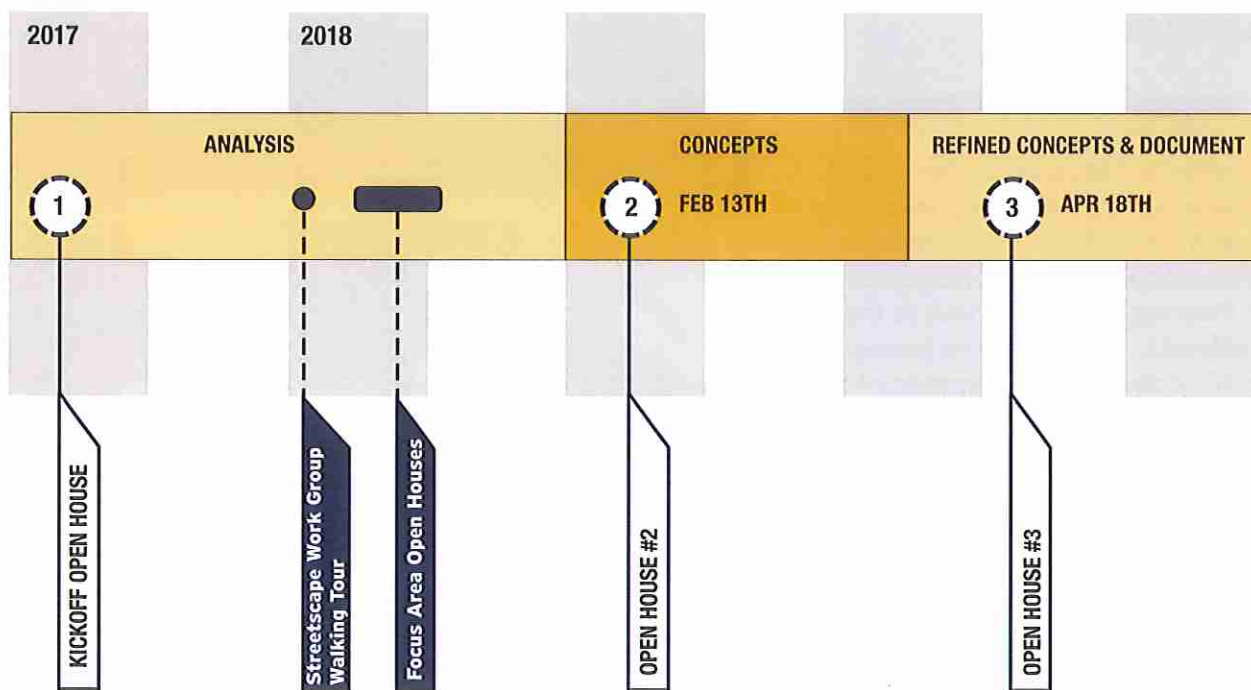 2017
2018
ANALYSIS
CONCEPTS
REFINED CONCEPTS & DOCUMENT
1
2
FEB 13TH
3
APR 18TH
KICKOFF OPEN HOUSE
Streetscape Work Group
Walking Tour
Focus Area Open Houses
OPEN HOUSE #2
OPEN HOUSE #3